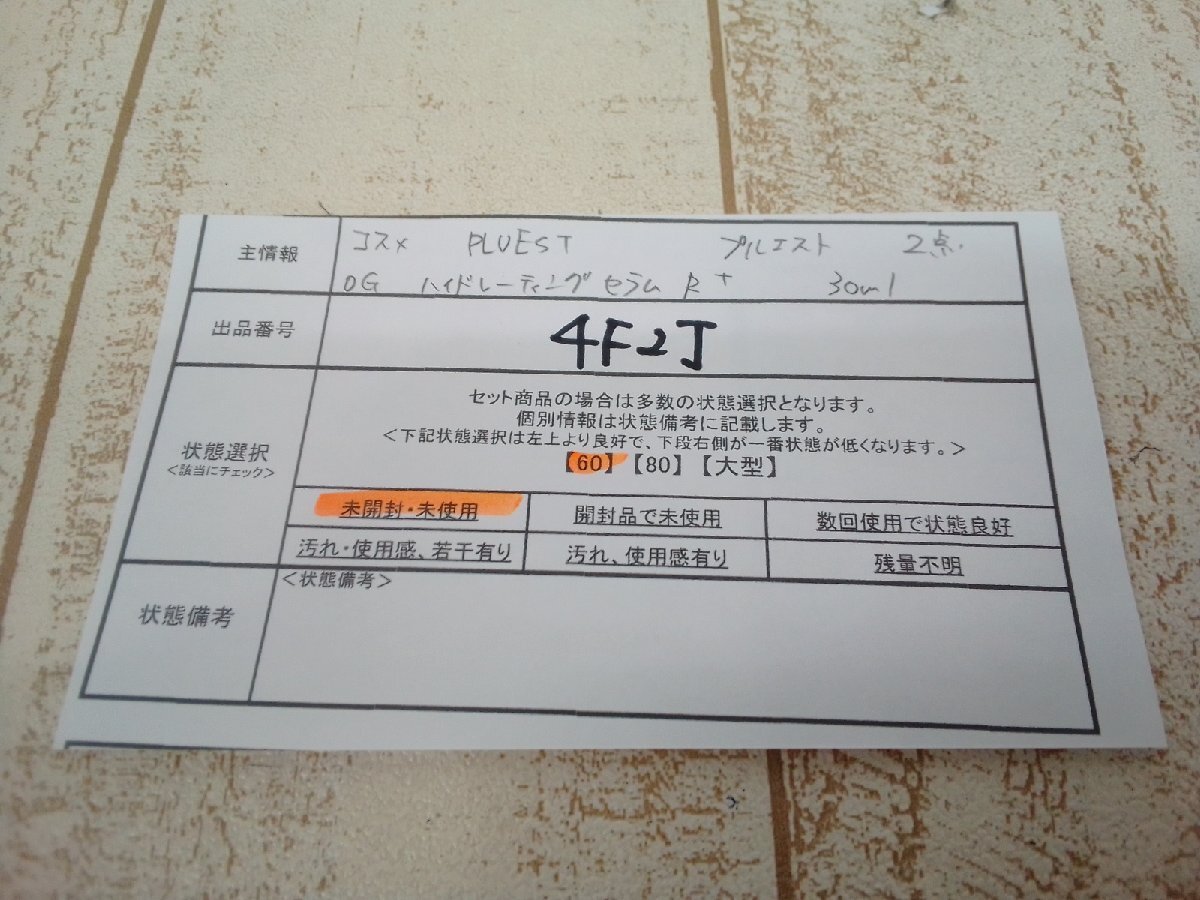 主情報
コスメ PLUEST プルエスト 2点.
OG ハイドレーティングセラム R+ 30ml
出品番号
4F2J
状態選択
<該当にチェック>
セット商品の場合は多数の状態選択となります。
個別情報は状態備考に記載します。
<下記状態選択は左上より良好で、下段右側が一番状態が低くなります。>
【60】【80】【大型】
未開封・未使用 開封品で未使用 数回使用で状態良好
汚れ・使用感、若干有り 汚れ、使用感有り 残量不明
状態備考
<状態備考>